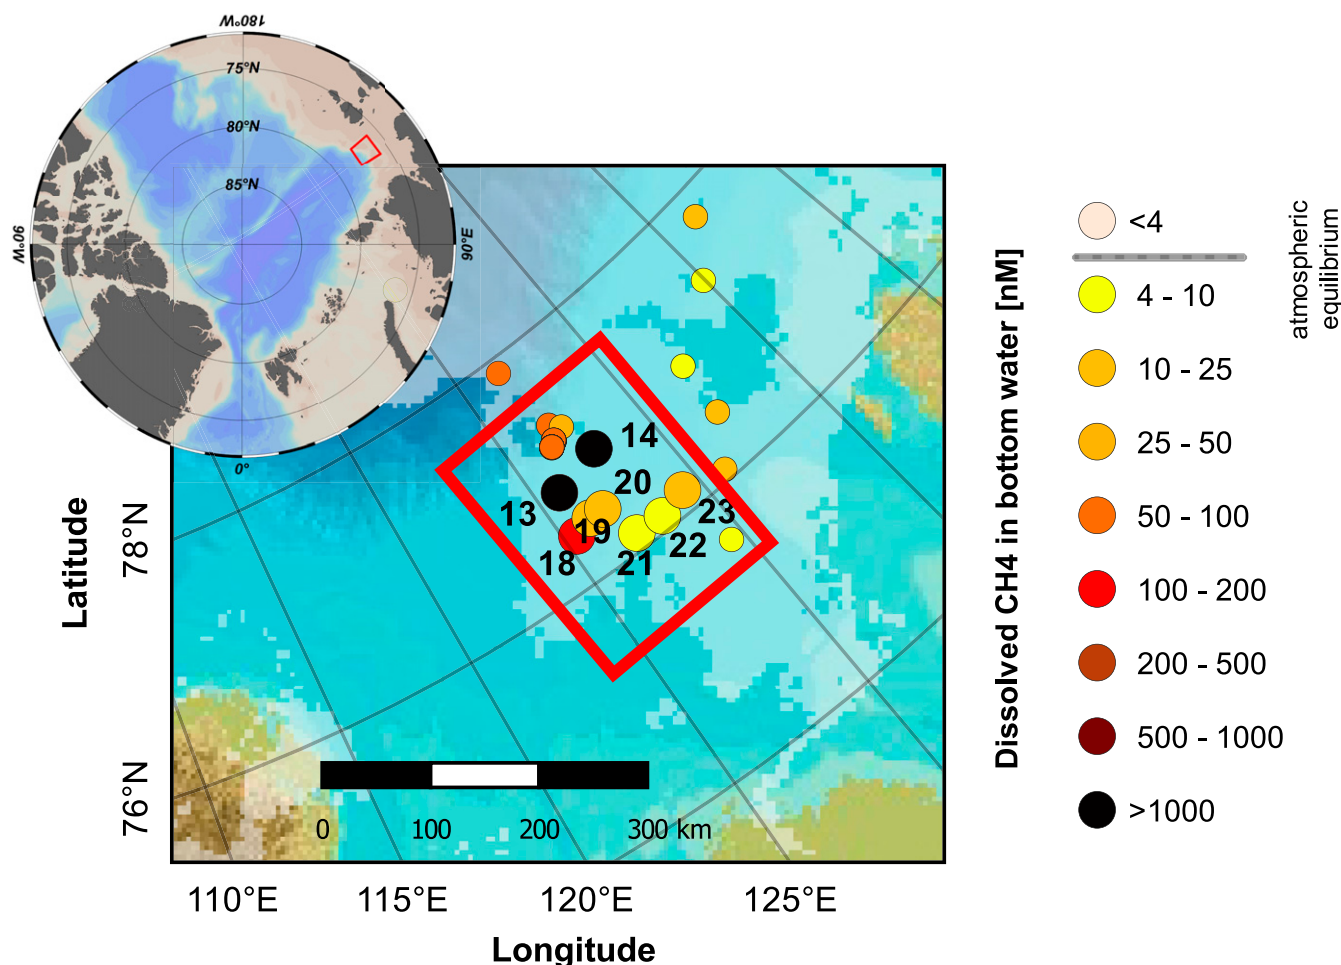 180°W
75°N
80°N
85°N
90°W
90°E
0°
14
20
13
19
23
18
21
22
78°N
76°N
Latitude
0 100 200 300 km
110°E 115°E 120°E 125°E
Longitude
Dissolved CH4 in bottom water [nM]
<4
4 - 10
10 - 25
25 - 50
50 - 100
100 - 200
200 - 500
500 - 1000
>1000
atmospheric
equilibrium